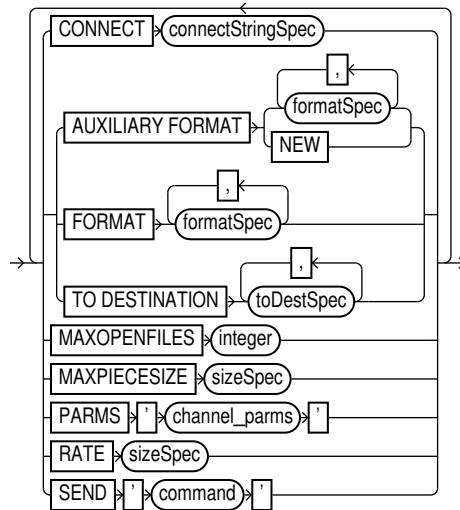 CONNECT connectStringSpec
,
formatSpec
AUXILIARY FORMAT
NEW
,
FORMAT formatSpec
,
TO DESTINATION toDestSpec
MAXOPENFILES integer
MAXPIECESIZE sizeSpec
PARMS ' channel_parms '
RATE sizeSpec
SEND ' command '